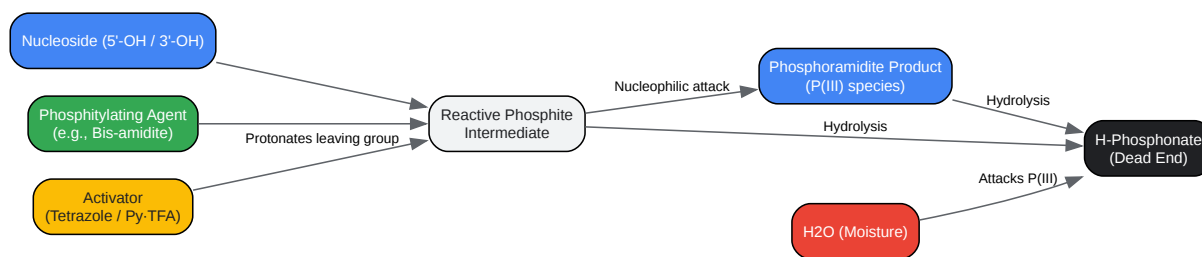 Nucleoside (5'-OH / 3'-OH)
Phosphitylating Agent
(e.g., Bis-amidite)
Activator
(Tetrazole / Py·TFA)
Protonates leaving group
Reactive Phosphite
Intermediate
Nucleophilic attack
Hydrolysis
Phosphoramidite Product
(P(III) species)
Hydrolysis
H2O (Moisture)
Attacks P(III)
H-Phosphonate
(Dead End)